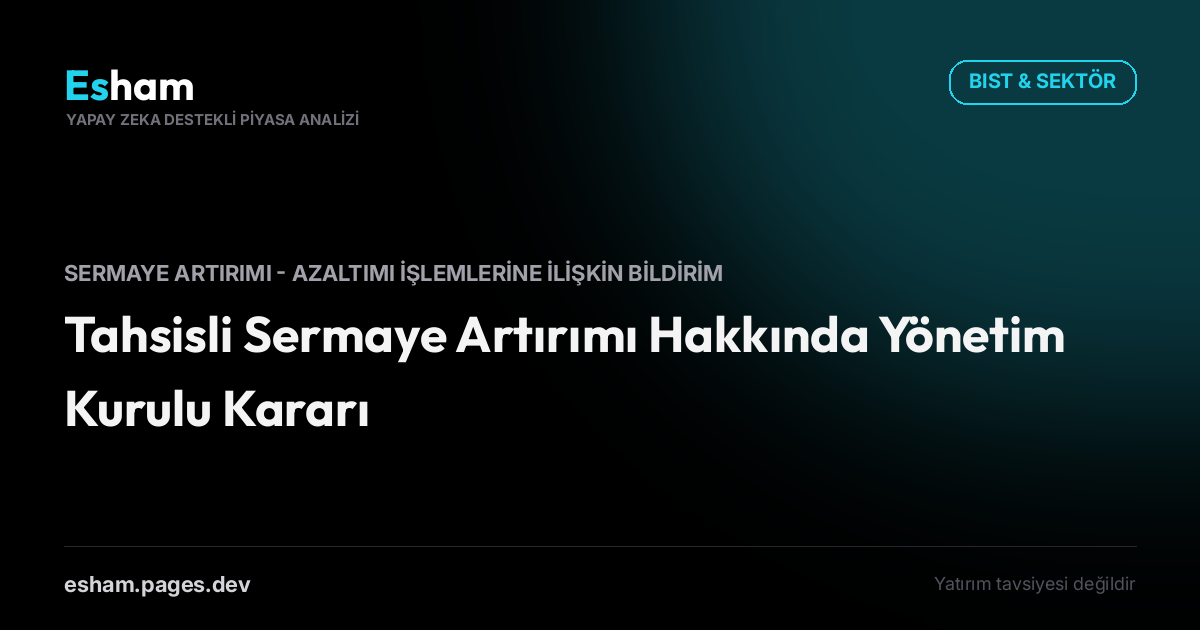 Esham
BIST & SEKTÖR
YAPAY ZEKA DESTEKLİ PİYASA ANALİZİ
SERMAYE ARTIRIMI - AZALTIMI İŞLEMLERİNE İLİŞKİN BİLDİRİM
Tahsisli Sermaye Artırımı Hakkında Yönetim
Kurulu Kararı
esham.pages.dev
Yatırım tavsiyesi değildir